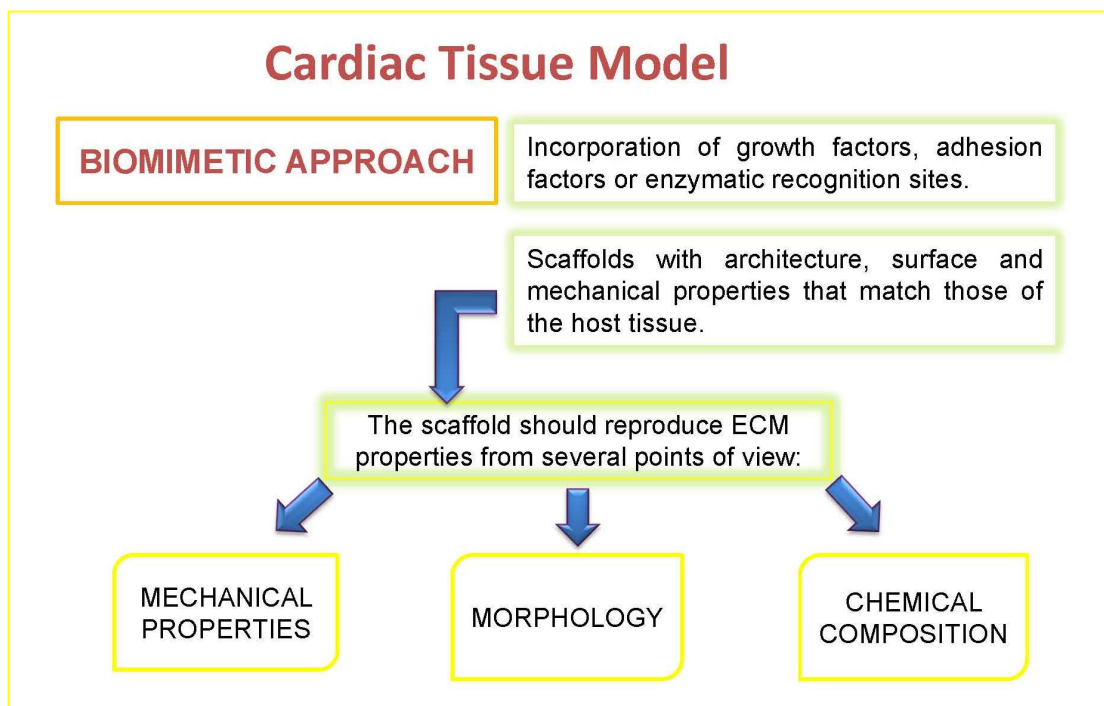 Cardiac Tissue Model
BIOMIMETIC APPROACH
Incorporation of growth factors, adhesion
factors or enzymatic recognition sites.
Scaffolds with architecture, surface and
mechanical properties that match those of
the host tissue.
The scaffold should reproduce ECM
properties from several points of view:
MECHANICAL
PROPERTIES
MORPHOLOGY
CHEMICAL
COMPOSITION